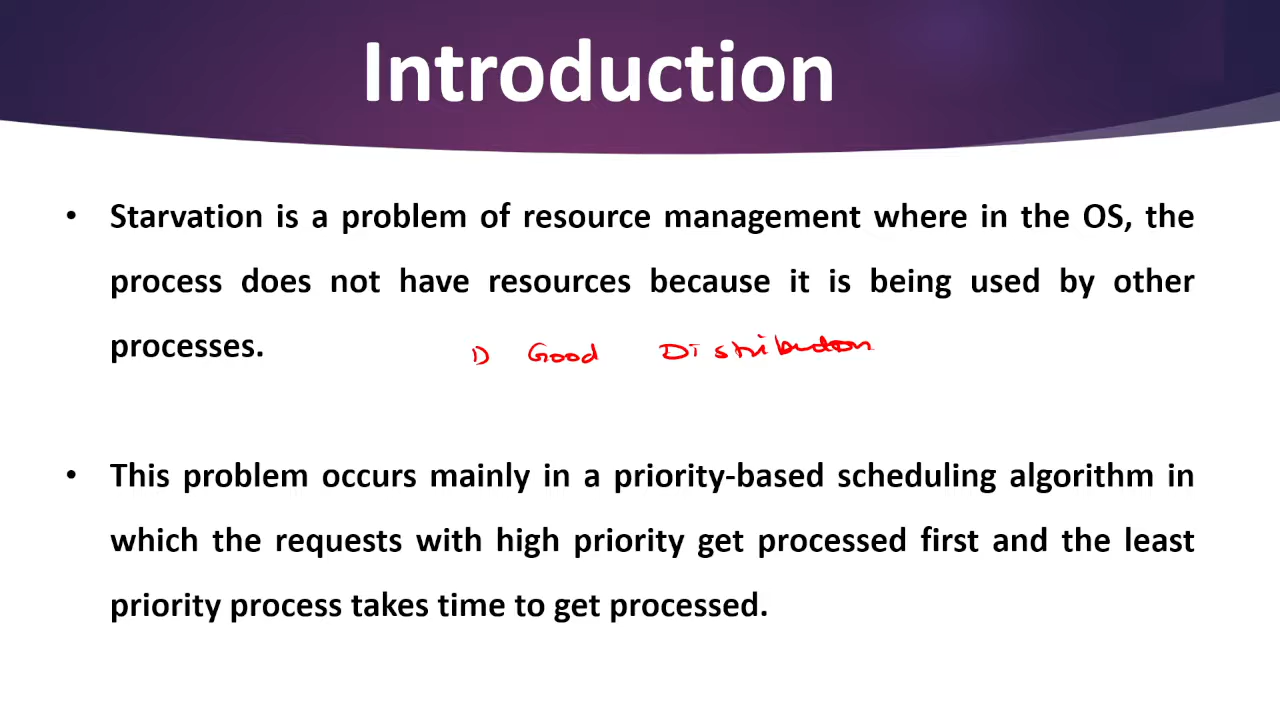 Introduction
• Starvation is a problem of resource management where in the OS, the
process does not have resources because it is being used by other
processes.
1) Good Distribution
• This problem occurs mainly in a priority-based scheduling algorithm in
which the requests with high priority get processed first and the least
priority process takes time to get processed.